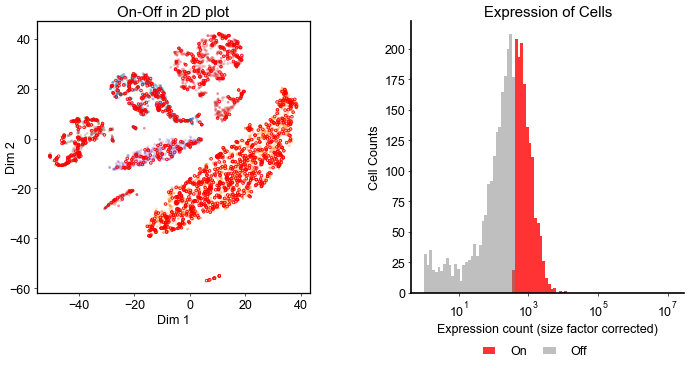 On-Off in 2D plot
Dim 2
40
20
0
−20
−40
−60
−40 −20 0 20 40
Dim 1
Expression of Cells
Cell Counts
200
175
150
125
100
75
50
25
0
10^1 10^3 10^5 10^7
Expression count (size factor corrected)
On Off